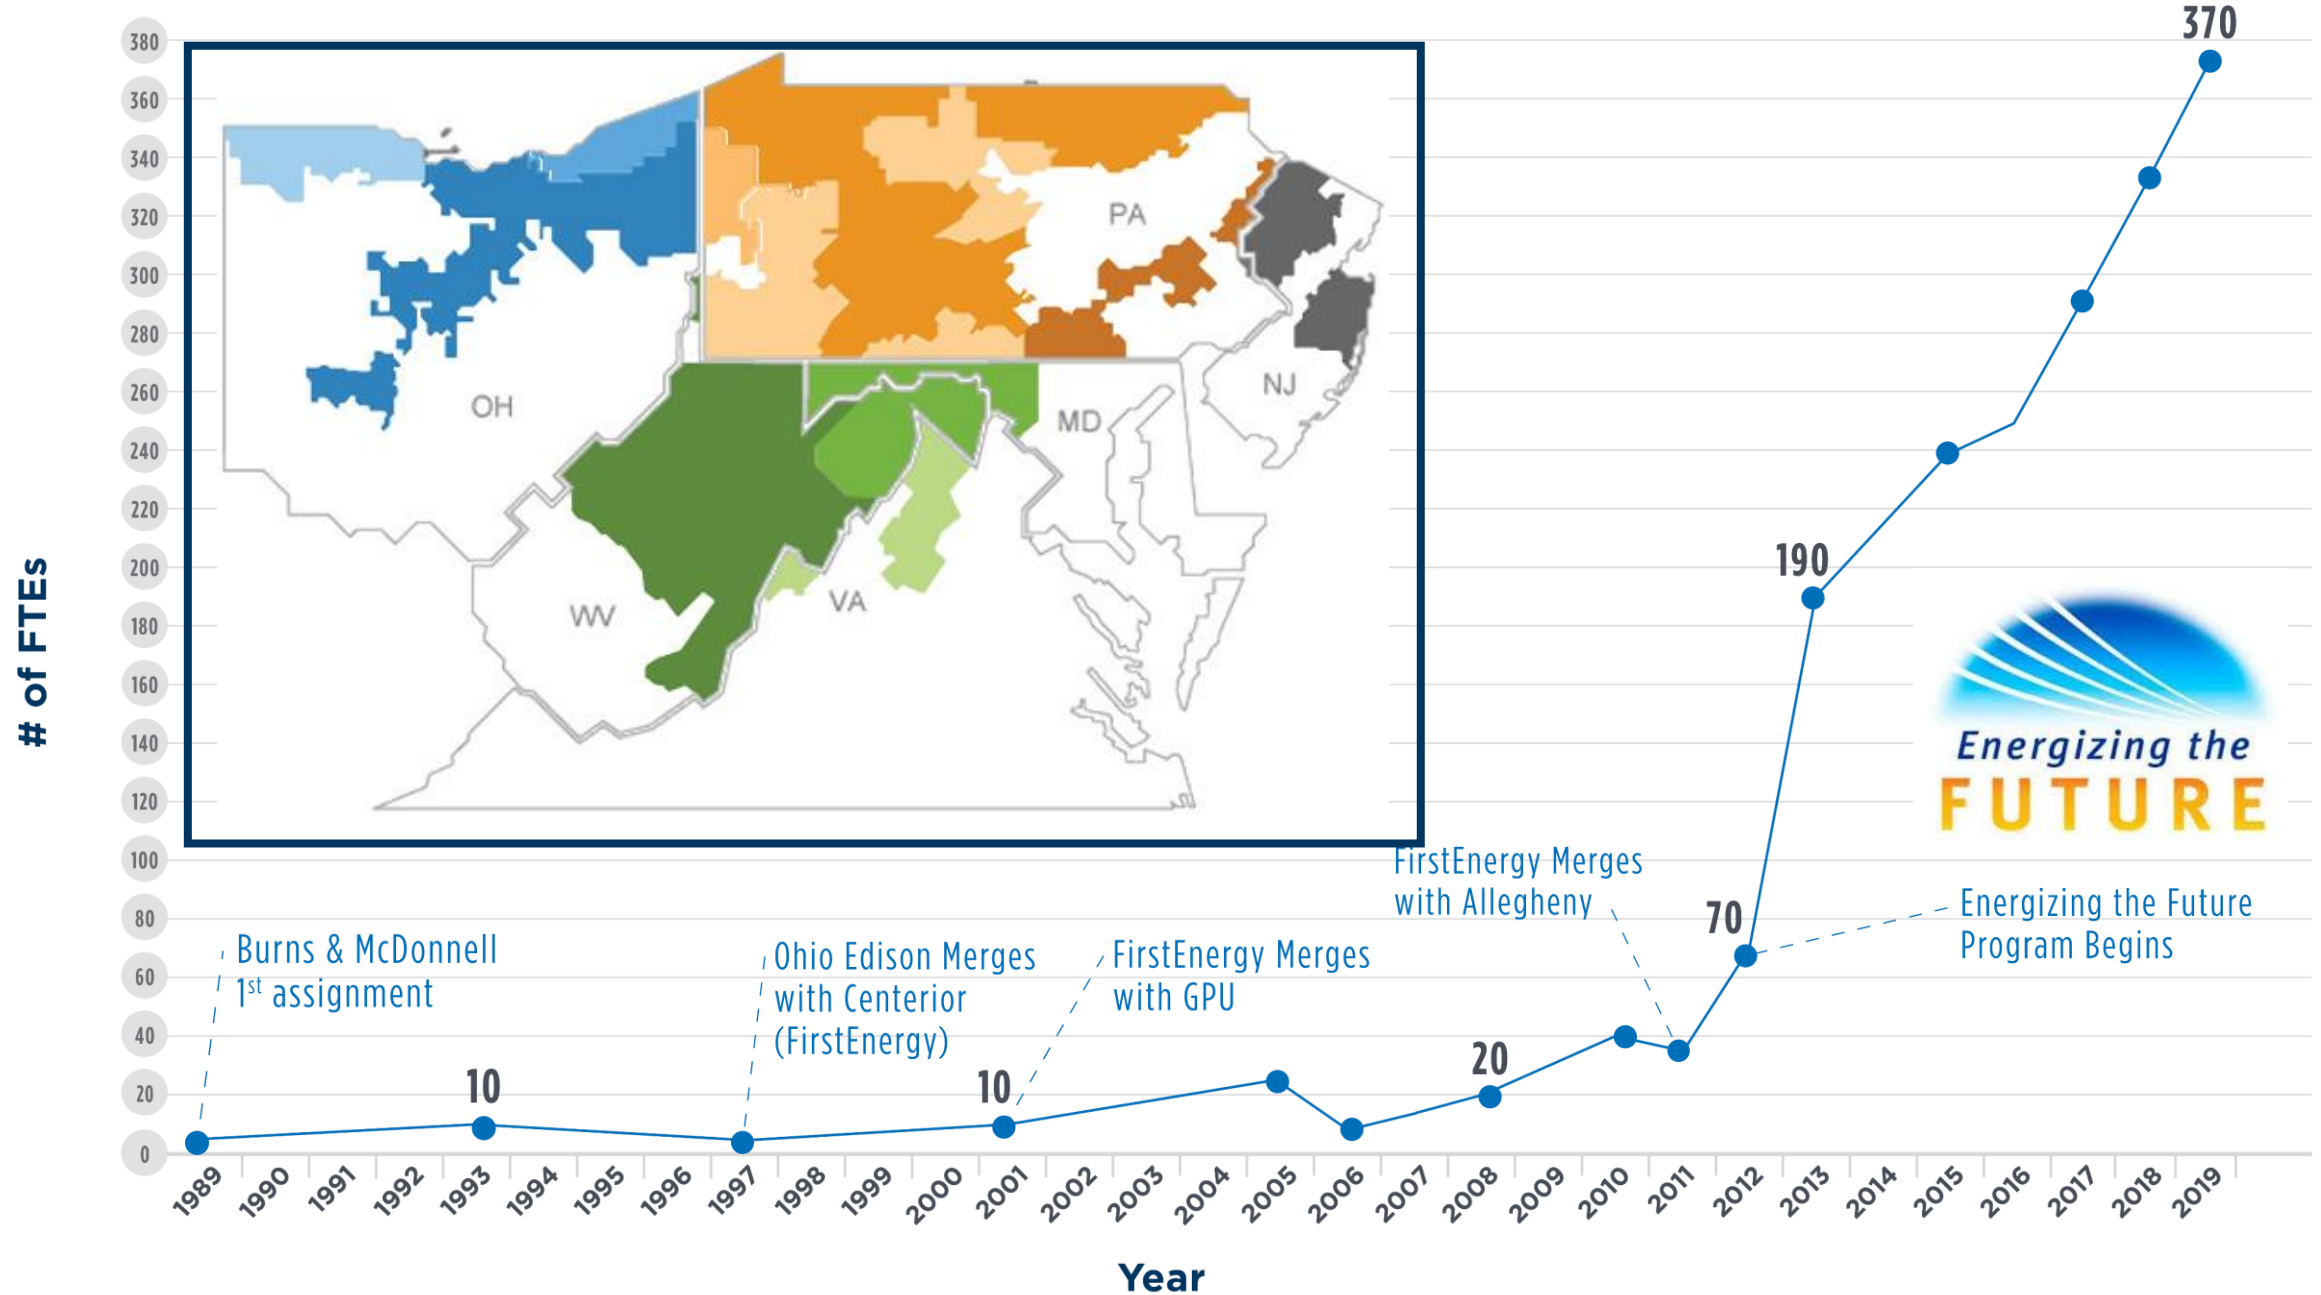 370
380
360
340
320
300
280
260
240
220
200
180
160
140
120
100
80
60
40
20
0
# of FTEs
PA
OH
NJ
MD
WV
VA
190
Energizing the
FUTURE
FirstEnergy Merges
with Allegheny
70
Energizing the Future
Program Begins
Burns & McDonnell
1st assignment
Ohio Edison Merges
with Centerior
(FirstEnergy)
FirstEnergy Merges
with GPU
10
10
20
1989
1990
1991
1992
1993
1994
1995
1996
1997
1998
1999
2000
2001
2002
2003
2004
2005
2006
2007
2008
2009
2010
2011
2012
2013
2014
2015
2016
2017
2018
2019
Year